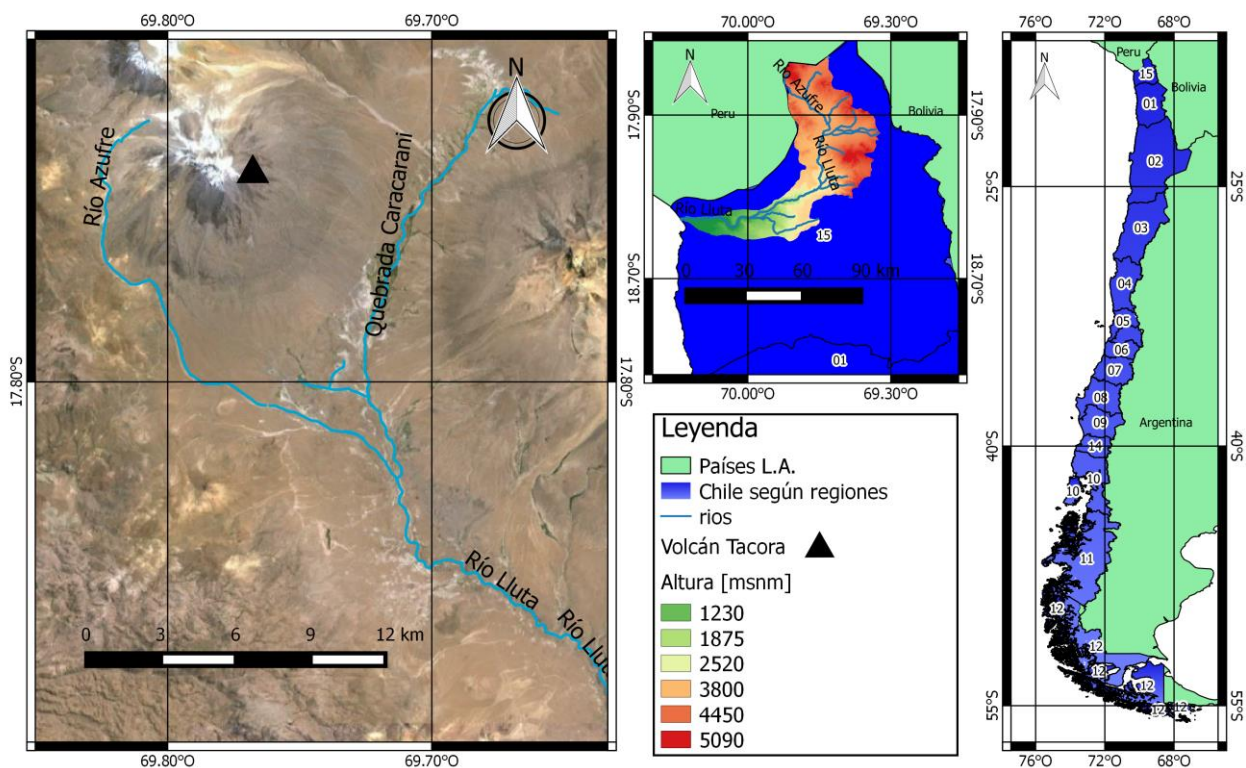 69.80°O
69.70°O
N
Río Azufre
Quebrada Caracarani
17.80°S
17.80°S
Río Lluta
Río Lluta
0 3 6 9 12 km
69.80°O
69.70°O
70.00°O
69.30°O
N
Río Azufre
Peru
Bolivia
17.90°S
17.90°S
Río Lluta
Río Lluta
15
0 30 60 90 km
18.70°S
18.70°S
01
70.00°O
69.30°O
Leyenda
Países L.A.
Chile según regiones
rios
Volcán Tacora
Altura [msnm]
1230
1875
2520
3800
4450
5090
76°O
72°O
68°O
N
Peru
Bolivia
15
01
02
25°S
25°S
03
04
05
06
07
08
09
Argentina
14
40°S
40°S
10
10
11
12
12
12
12
12
12
55°S
55°S
76°O
72°O
68°O